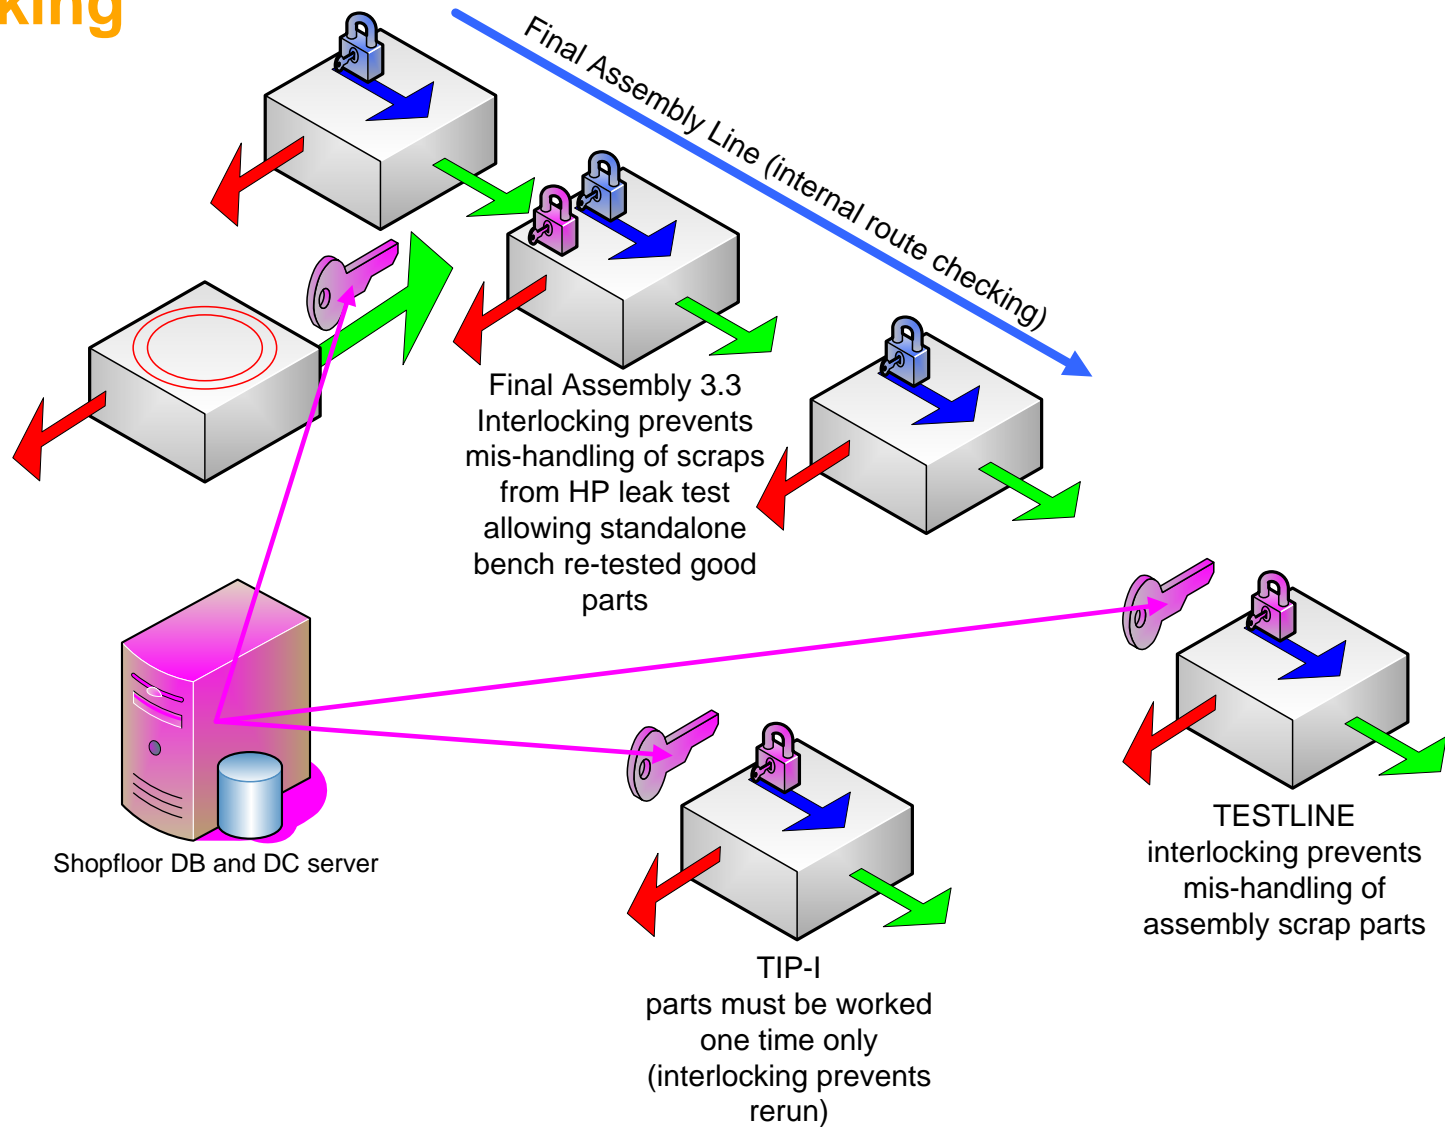 king
Final Assembly Line (internal route checking)
Final Assembly 3.3
Interlocking prevents
mis-handling of scraps
from HP leak test
allowing standalone
bench re-tested good
parts
Shopfloor DB and DC server
TESTLINE
interlocking prevents
mis-handling of
assembly scrap parts
TIP-I
parts must be worked
one time only
(interlocking prevents
rerun)